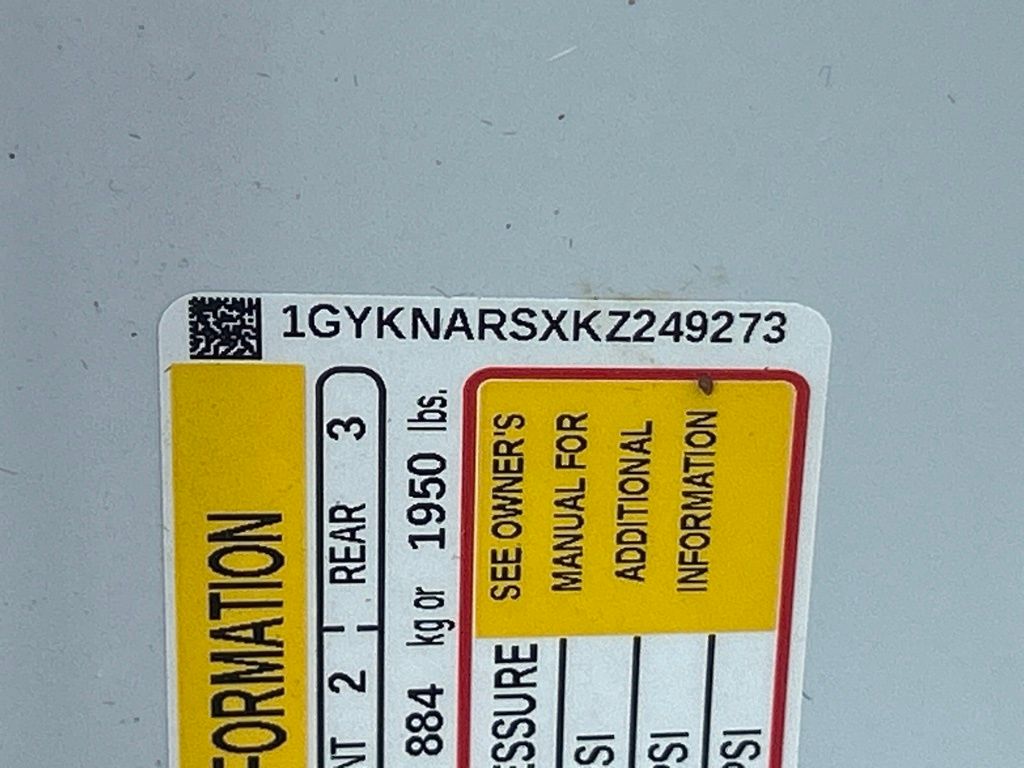 1GYKNARSXKZ249273
FORMATION
NT 2 REAR 3
884 kg or 1950 lbs.
ESSURE
SEE OWNER'S
MANUAL FOR
ADDITIONAL
INFORMATION
SI
PSI
PSI